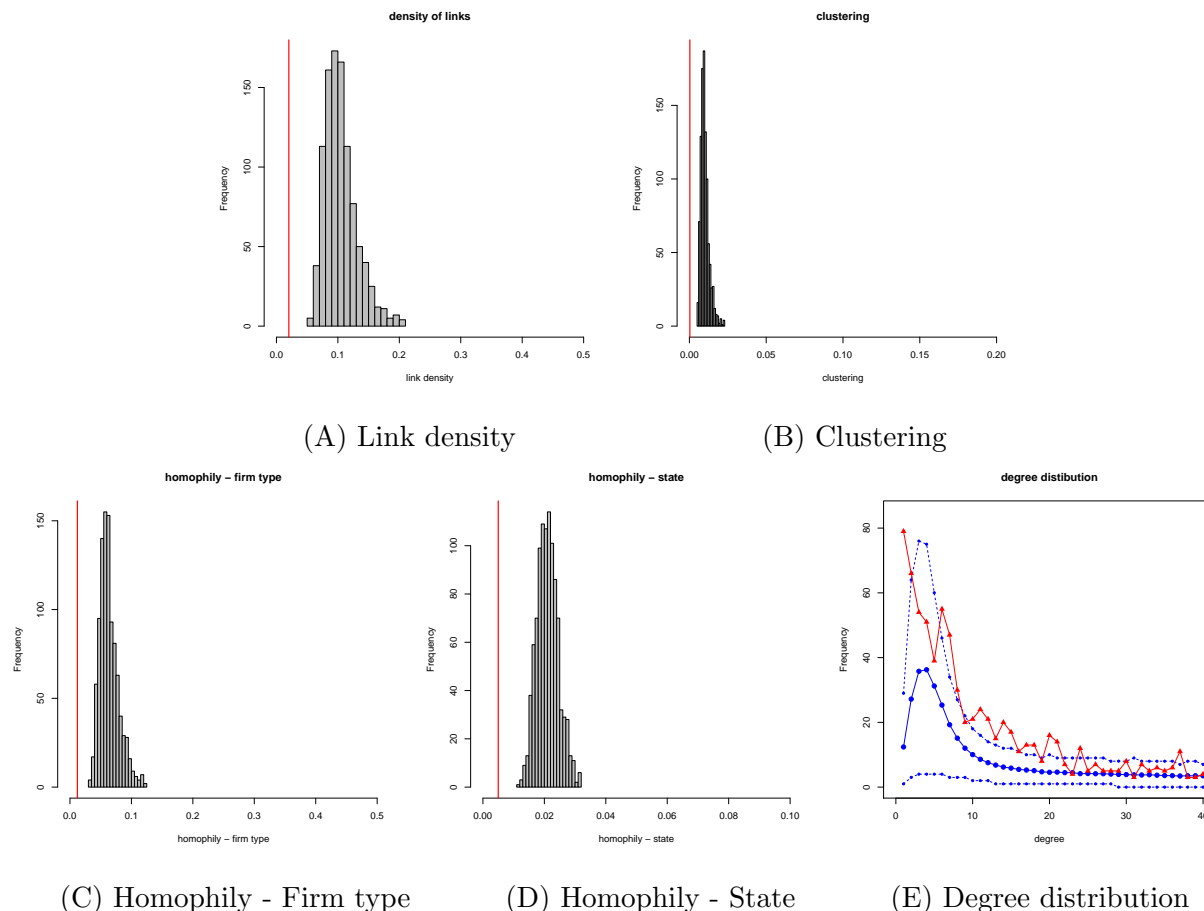 density of links
Frequency
0 50 100 150
0.0 0.1 0.2 0.3 0.4 0.5
link density
(A) Link density
clustering
Frequency
0 50 100 150
0.00 0.05 0.10 0.15 0.20
clustering
(B) Clustering
homophily – firm type
Frequency
0 50 100 150
0.0 0.1 0.2 0.3 0.4 0.5
homophily – firm type
(C) Homophily - Firm type
homophily – state
Frequency
0 20 40 60 80 100
0.00 0.02 0.04 0.06 0.08 0.10
homophily – state
(D) Homophily - State
degree distibution
Frequency
0 20 40 60 80
0 10 20 30 40
degree
(E) Degree distribution